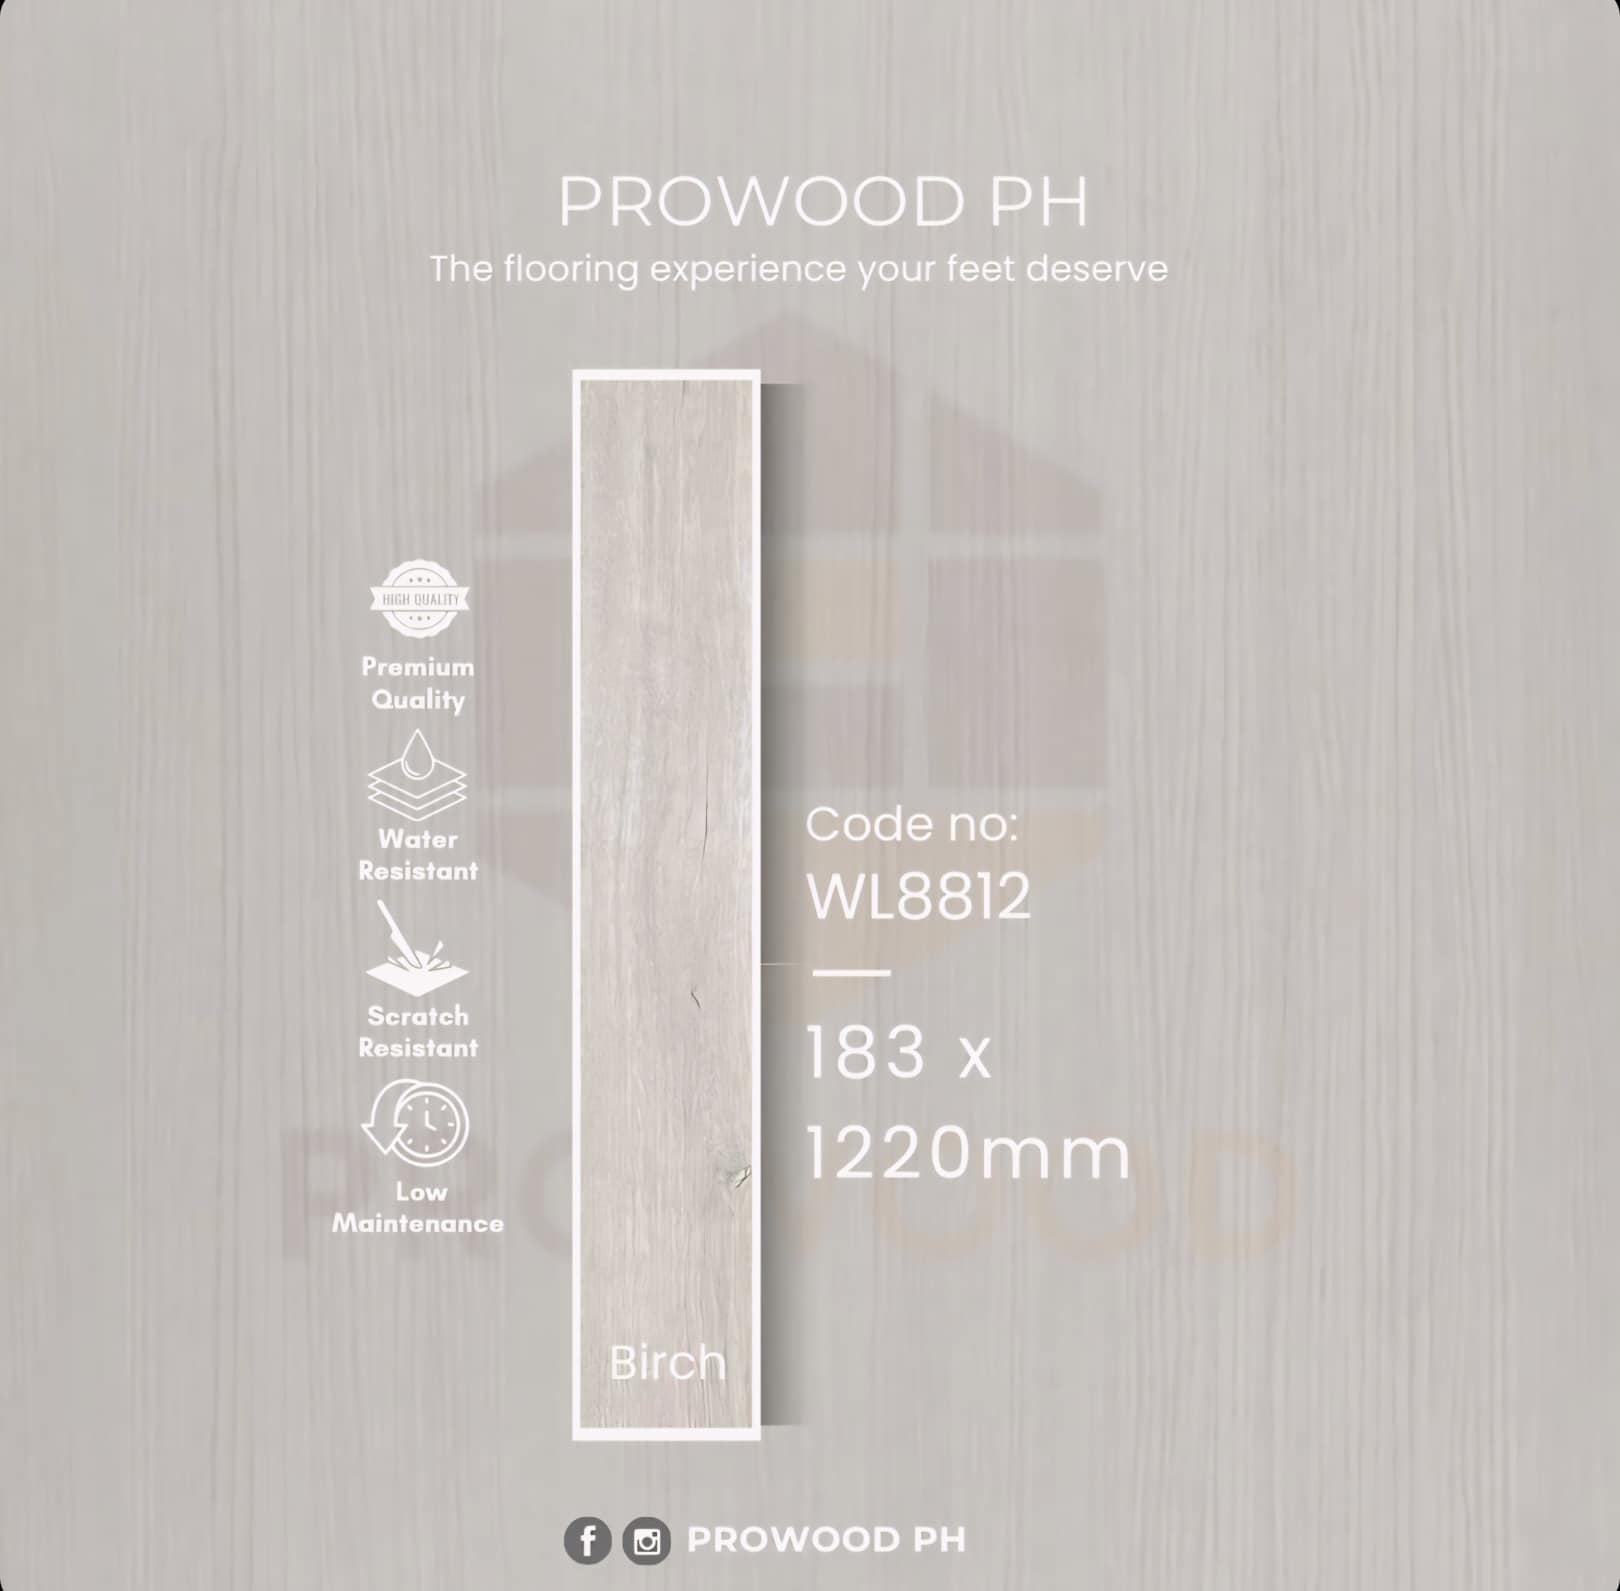 PROWOOD PH
The flooring experience your feet deserve
HIGH QUALITY
Premium
Quality
Water
Resistant
Scratch
Resistant
Low
Maintenance
Code no:
WL8812
183 x
1220mm
Birch
PROWOOD
PROWOOD PH